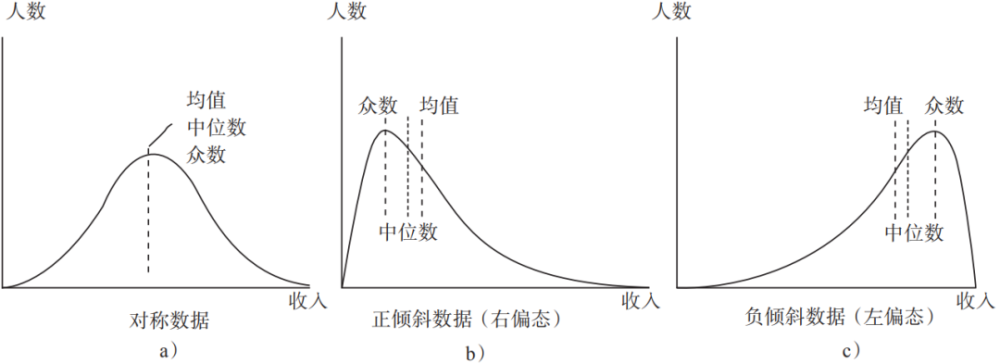 人数
均值
中位数
众数
收入
对称数据
a）
人数
众数
均值
中位数
收入
正倾斜数据（右偏态）
b）
人数
均值
众数
中位数
收入
负倾斜数据（左偏态）
c）